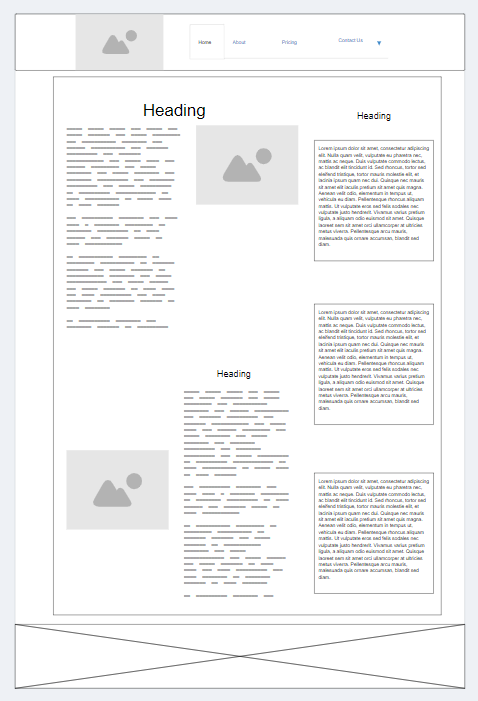 Home
About
Pricing
Contact Us
Heading
Heading
Lorem ipsum dolor sit amet, consectetur adipiscing
elit. Nulla quam velit, vulputate eu pharetra nec,
mattis ac neque. Duis vulputate commodo lectus,
ac blandit elit tincidunt id. Sed rhoncus, tortor sed
eleifend tristique, tortor mauris molestie elit, et
lacinia ipsum quam nec dui. Quisque nec mauris
sit amet elit iaculis pretium sit amet quis magna.
Aenean velit odio, elementum in tempus ut,
vehicula eu diam. Pellentesque rhoncus aliquam
mattis. Ut vulputate eros sed felis sodales nec
vulputate justo hendrerit. Vivamus varius pretium
ligula, a aliquam odio euismod sit amet. Quisque
laoreet sem sit amet orci ullamcorper at ultricies
metus viverra. Pellentesque arcu mauris,
malesuada quis ornare accumsan, blandit sed
diam.
Lorem ipsum dolor sit amet, consectetur adipiscing
elit. Nulla quam velit, vulputate eu pharetra nec,
mattis ac neque. Duis vulputate commodo lectus,
ac blandit elit tincidunt id. Sed rhoncus, tortor sed
eleifend tristique, tortor mauris molestie elit, et
lacinia ipsum quam nec dui. Quisque nec mauris
sit amet elit iaculis pretium sit amet quis magna.
Aenean velit odio, elementum in tempus ut,
vehicula eu diam. Pellentesque rhoncus aliquam
mattis. Ut vulputate eros sed felis sodales nec
vulputate justo hendrerit. Vivamus varius pretium
ligula, a aliquam odio euismod sit amet. Quisque
laoreet sem sit amet orci ullamcorper at ultricies
metus viverra. Pellentesque arcu mauris,
malesuada quis ornare accumsan, blandit sed
diam.
Heading
Lorem ipsum dolor sit amet, consectetur adipiscing
elit. Nulla quam velit, vulputate eu pharetra nec,
mattis ac neque. Duis vulputate commodo lectus,
ac blandit elit tincidunt id. Sed rhoncus, tortor sed
eleifend tristique, tortor mauris molestie elit, et
lacinia ipsum quam nec dui. Quisque nec mauris
sit amet elit iaculis pretium sit amet quis magna.
Aenean velit odio, elementum in tempus ut,
vehicula eu diam. Pellentesque rhoncus aliquam
mattis. Ut vulputate eros sed felis sodales nec
vulputate justo hendrerit. Vivamus varius pretium
ligula, a aliquam odio euismod sit amet. Quisque
laoreet sem sit amet orci ullamcorper at ultricies
metus viverra. Pellentesque arcu mauris,
malesuada quis ornare accumsan, blandit sed
diam.